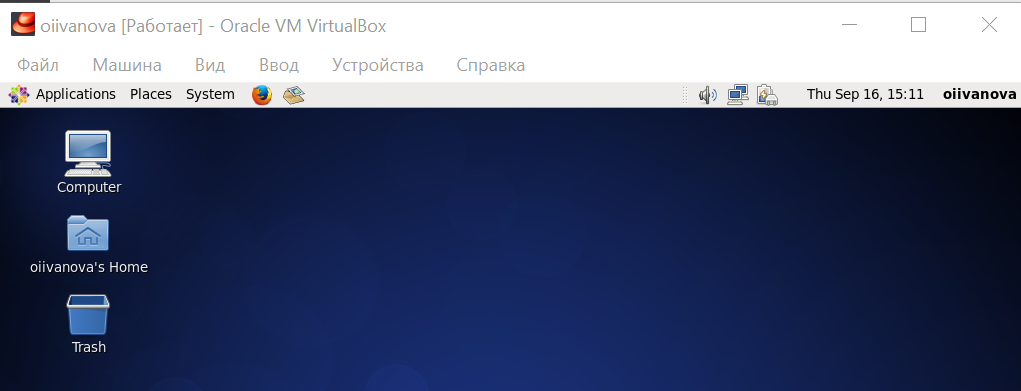 oiivanova [Работает] - Oracle VM VirtualBox
Файл Машина Вид Ввод Устройства Справка
Applications Places System Thu Sep 16, 15:11 oiivanova
Computer
oiivanova's Home
Trash